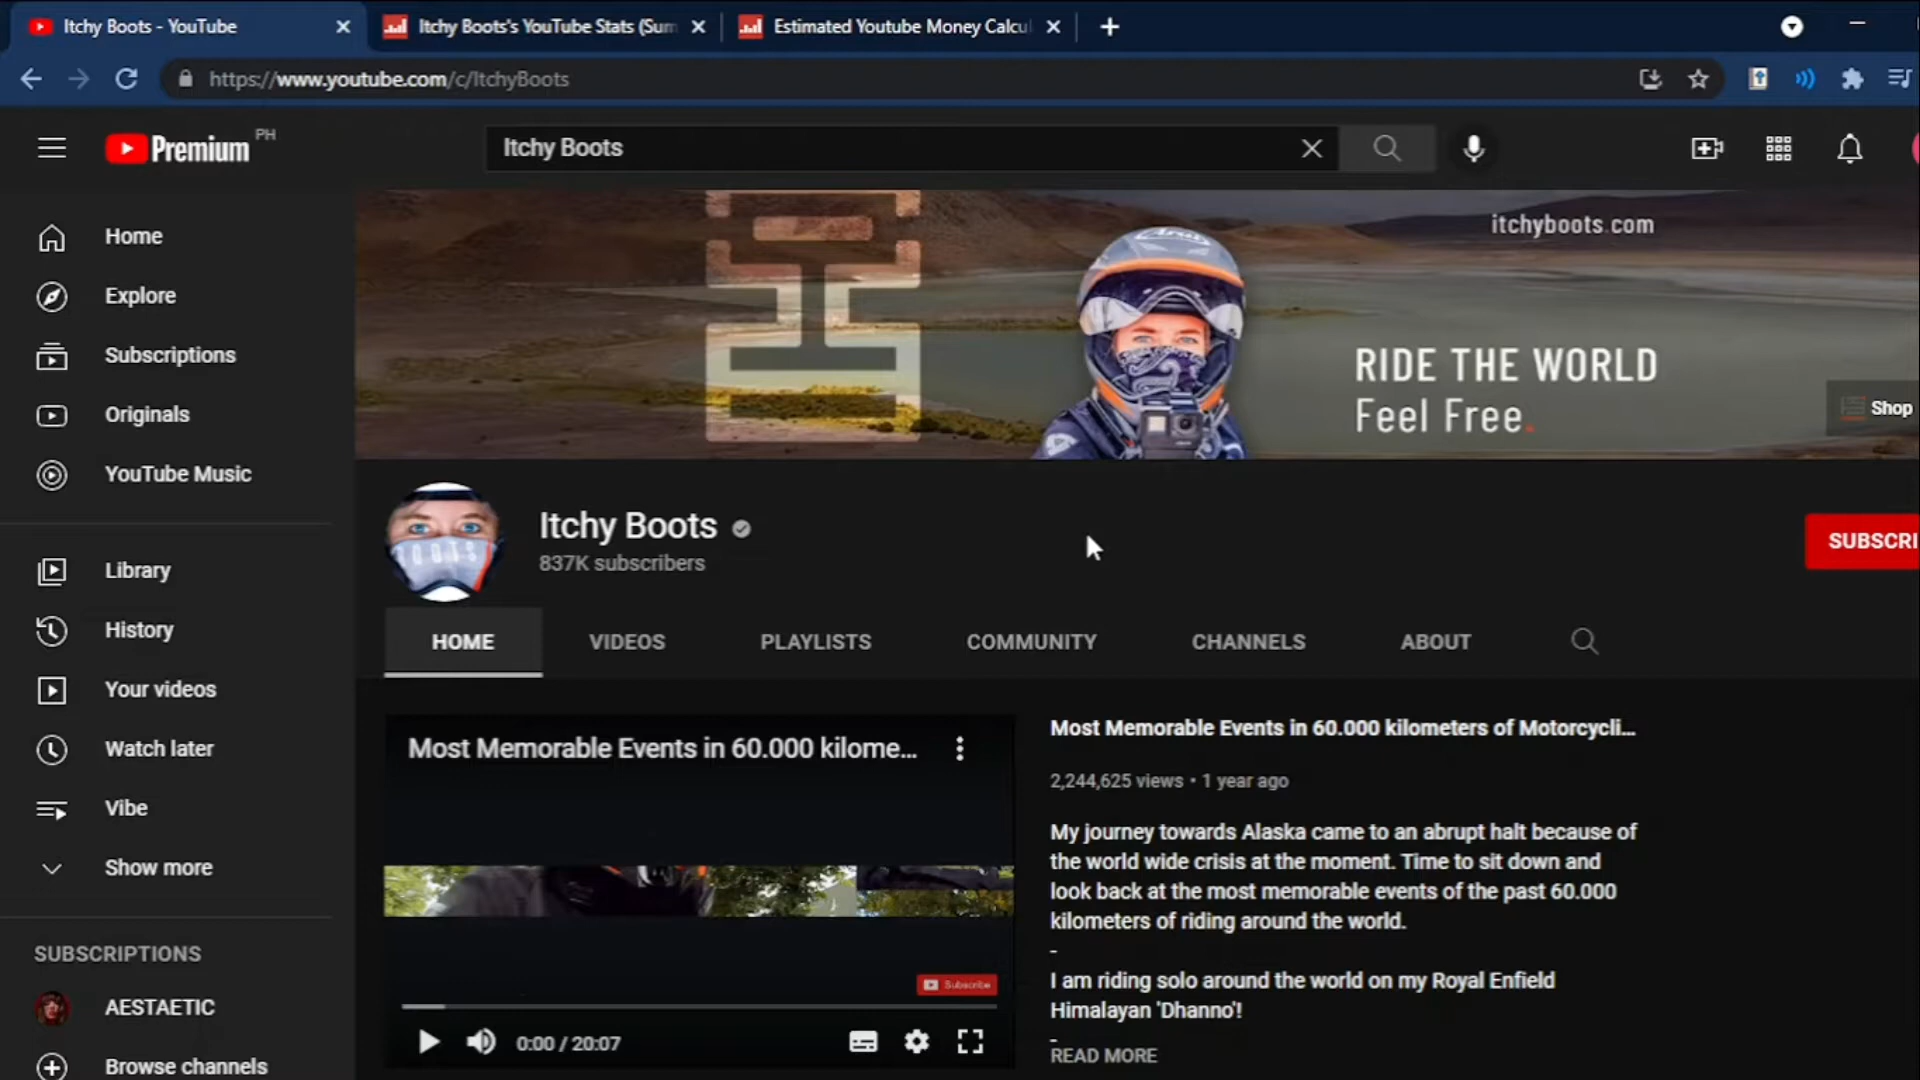 Itchy Boots - YouTube
Itchy Boots's YouTube Stats (Sum
Estimated Youtube Money Calcu
https://www.youtube.com/c/ItchyBoots
Premium PH
Itchy Boots
Home
Explore
Subscriptions
Originals
YouTube Music
Library
History
Your videos
Watch later
Vibe
Show more
SUBSCRIPTIONS
AESTAETIC
Browse channels
Arai
itchyboots.com
RIDE THE WORLD
Feel Free.
Shop
BOOTS
Itchy Boots
837K subscribers
SUBSCRI
HOME
VIDEOS
PLAYLISTS
COMMUNITY
CHANNELS
ABOUT
Most Memorable Events in 60.000 kilome...
Subscribe
0:00 / 20:07
Most Memorable Events in 60.000 kilometers of Motorcycli...
2,244,625 views • 1 year ago
My journey towards Alaska came to an abrupt halt because of
the world wide crisis at the moment. Time to sit down and
look back at the most memorable events of the past 60.000
kilometers of riding around the world.
-
I am riding solo around the world on my Royal Enfield
Himalayan 'Dhanno'!
-
READ MORE